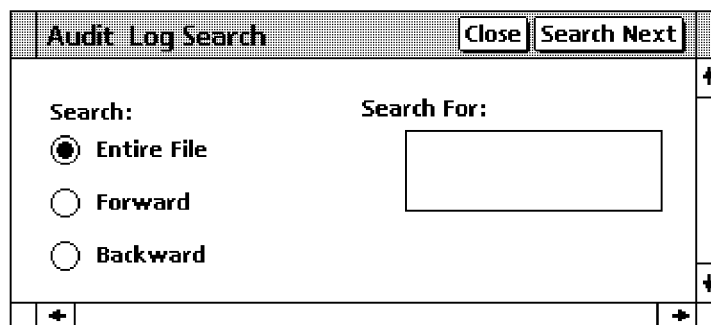 Audit Log Search Close Search Next
Search: Search For:
Entire File
Forward
Backward